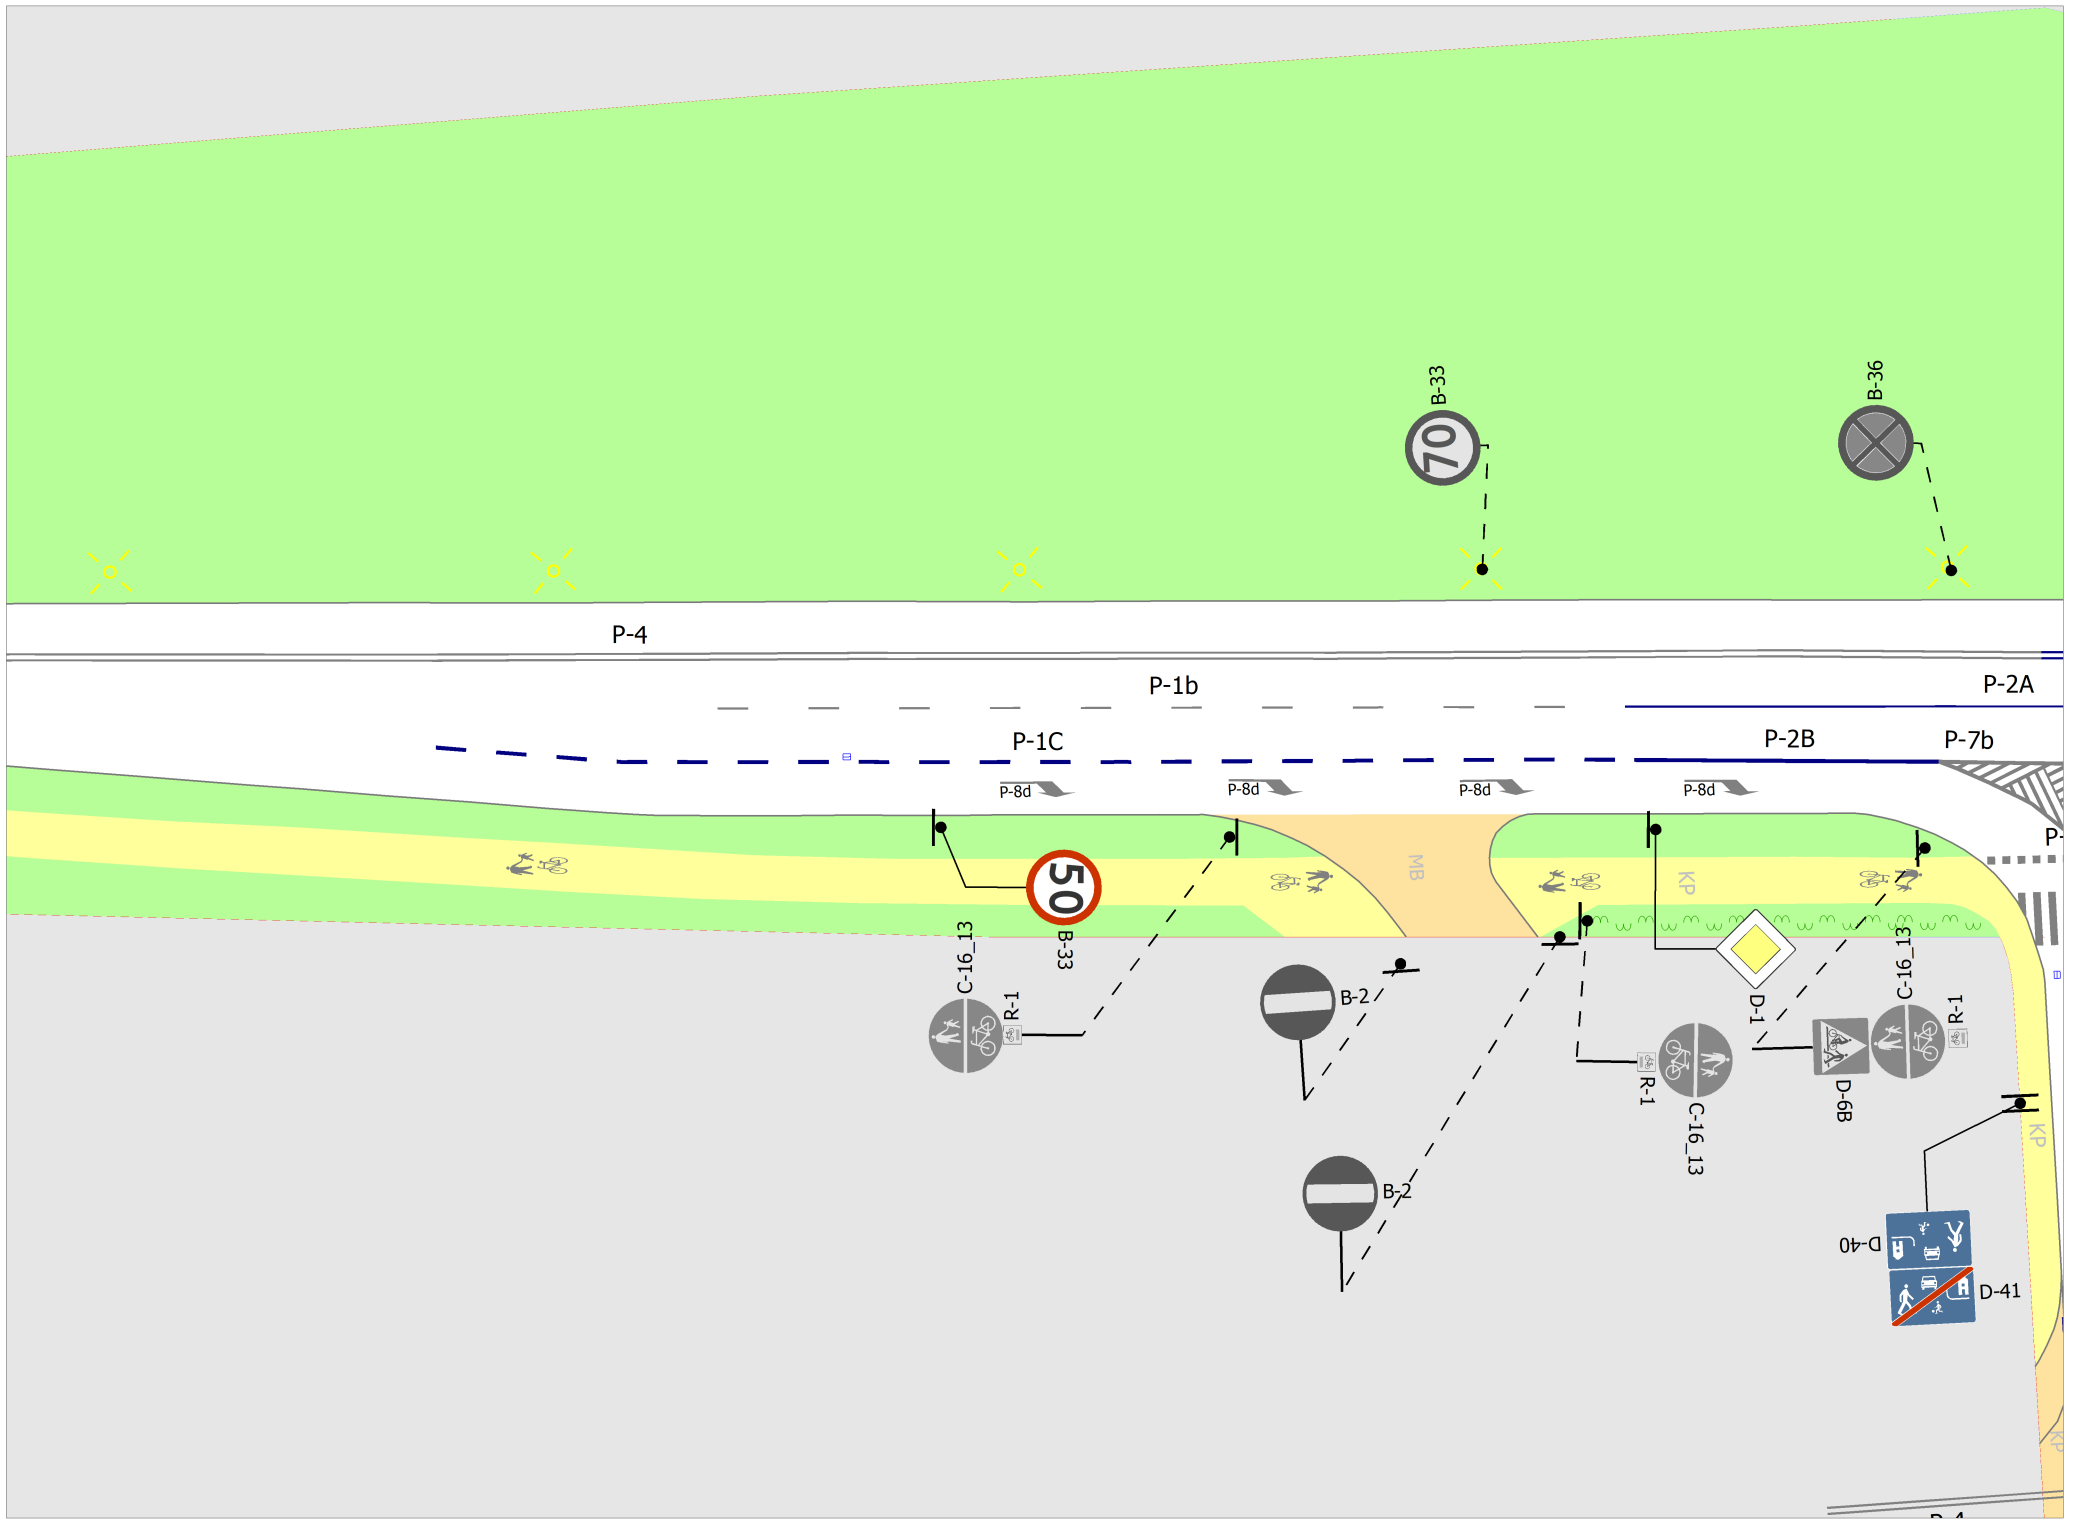 B-33
70
B-36
P-4
P-1b
P-2A
P-1C
P-2B
P-7b
P-8d
P-8d
P-8d
P-8d
P-
MB
KP
50
B-33
C-16_13
R-1
B-2
D-1
C-16_13
R-1
D-6B
R-1
C-16_13
KP
B-2
D-40
D-41
KP